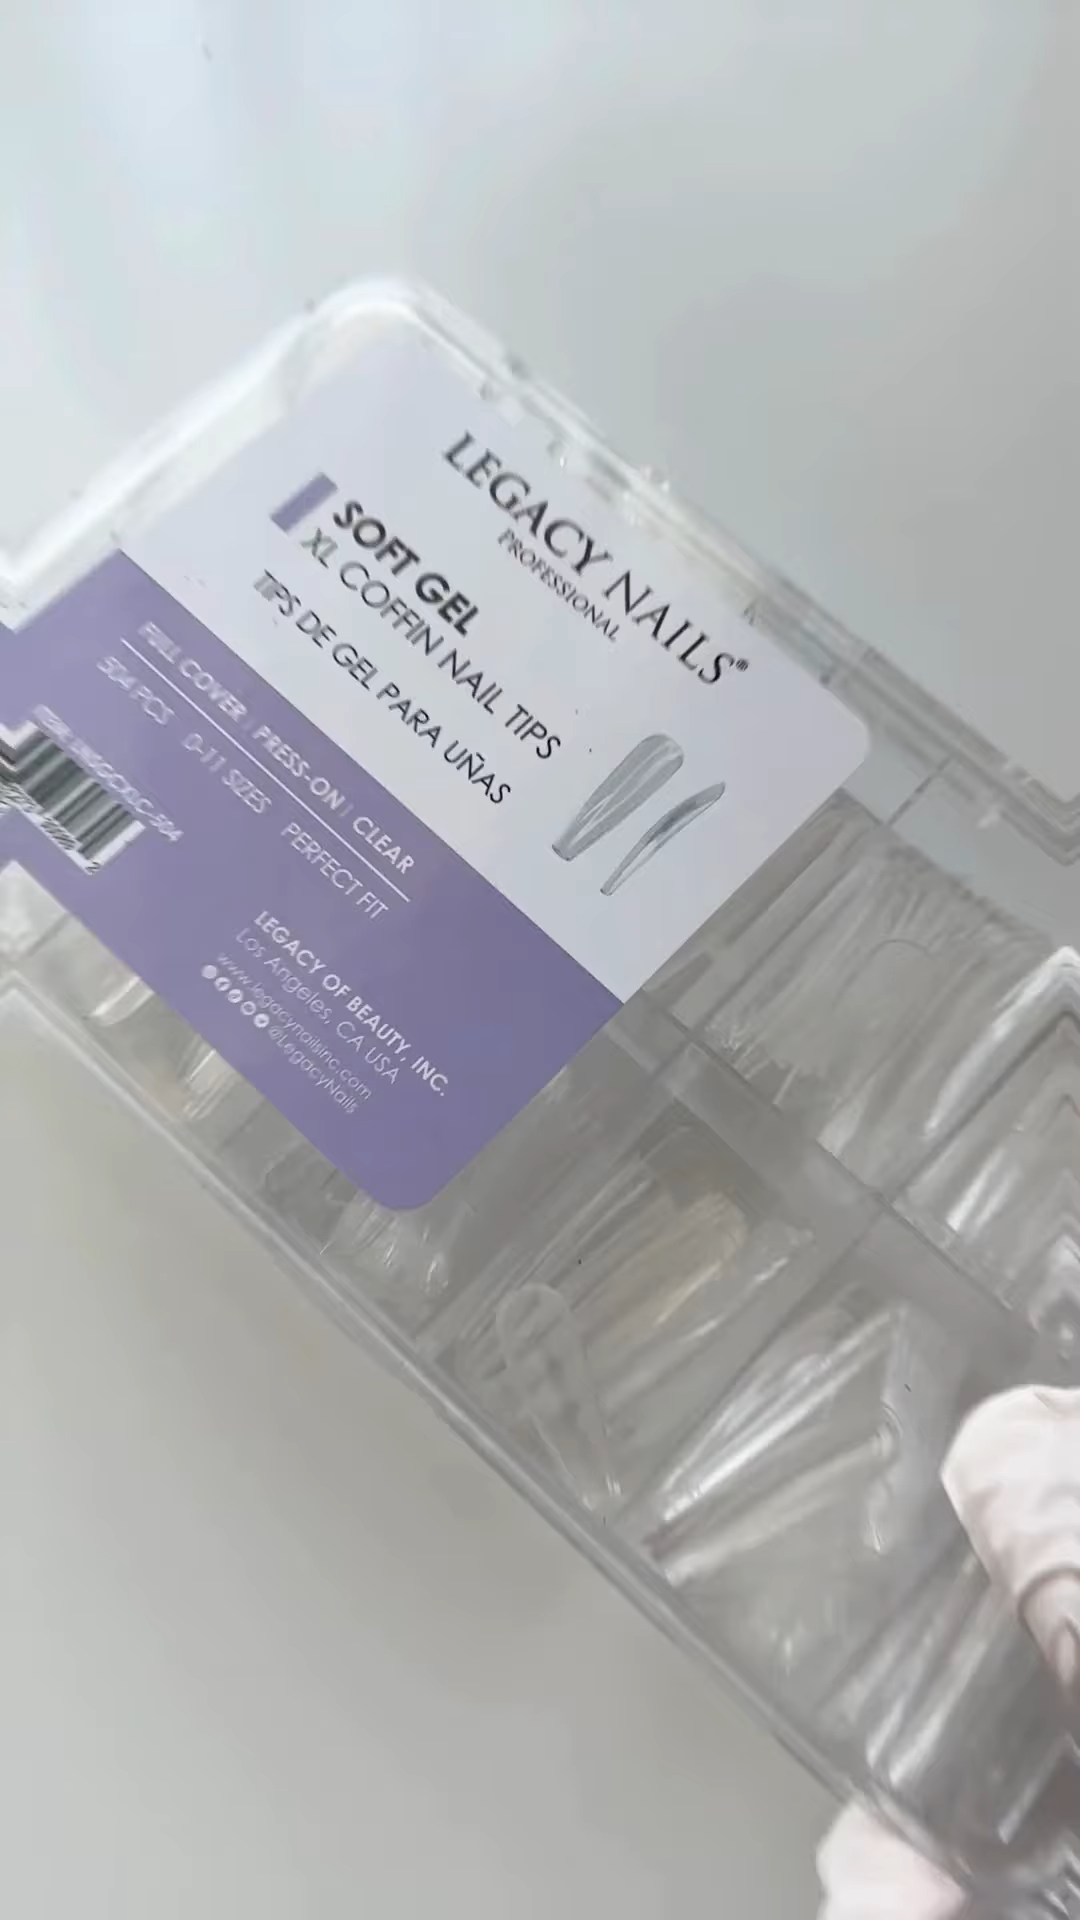 LEGACY NAILS®
PROFESSIONAL
SOFT GEL
XL COFFIN NAIL TIPS
TIPS DE GEL PARA UÑAS
FULL COVER | PRESS-ON | CLEAR
504 PCS 0-11 SIZES PERFECT FIT
LEGACY OF BEAUTY, INC.
Los Angeles, CA USA
www.legacynailsinc.com
@LegacyNails